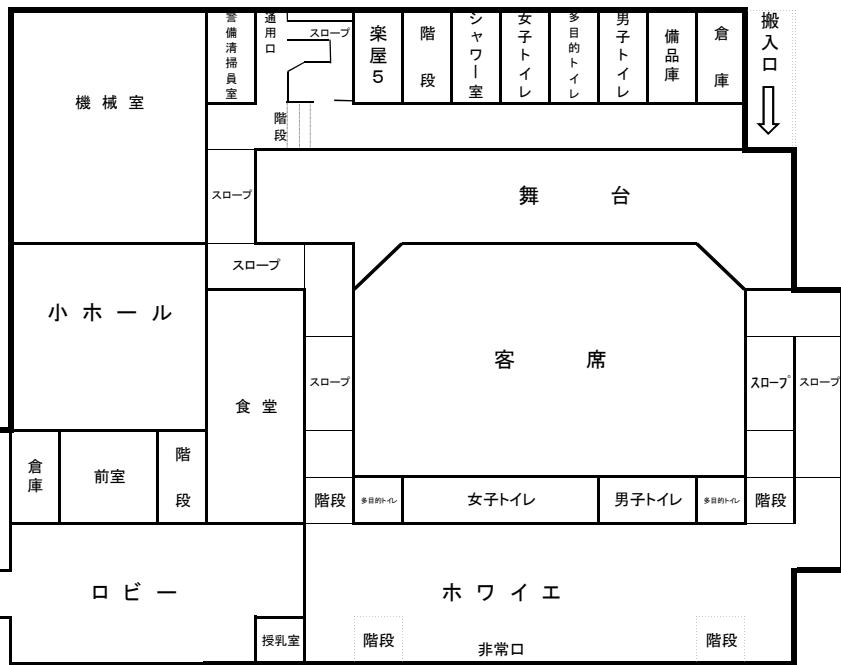 警備清掃員室
通用口
スロープ
楽屋5
階段
シャワー室
女子トイレ
多目的トイレ
男子トイレ
備品庫
倉庫
搬入口
機械室
階段
スロープ
舞台
スロープ
小ホール
客席
スロープ
スロープ
スロープ
食堂
倉庫
前室
階段
階段
多目的トイレ
女子トイレ
男子トイレ
多目的トイレ
階段
ロビー
ホワイエ
授乳室
階段
非常口
階段